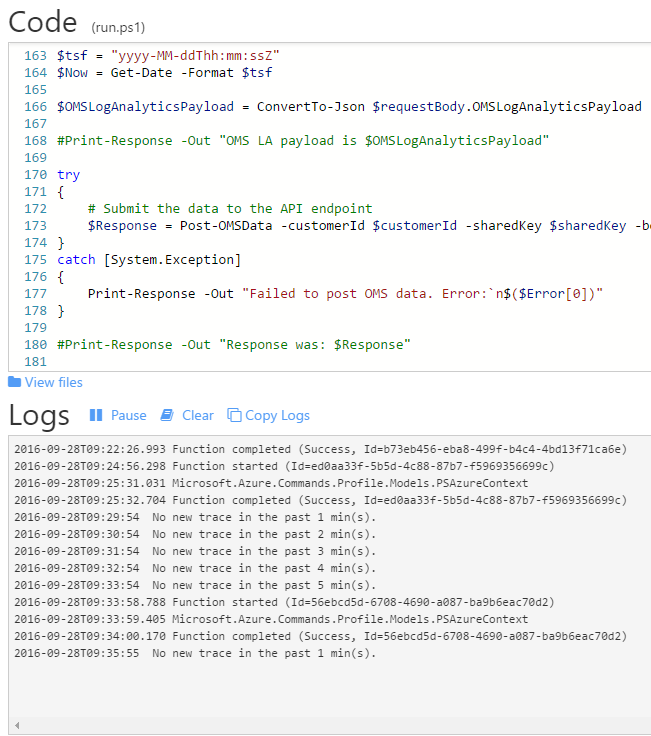 Code (run.ps1)
163 $tsf = "yyyy-MM-ddThh:mm:ssZ"
164 $Now = Get-Date -Format $tsf
165
166 $OMSLogAnalyticsPayload = ConvertTo-Json $requestBody.OMSLogAnalyticsPayload
167
168 #Print-Response -Out "OMS LA payload is $OMSLogAnalyticsPayload"
169
170 try
171 {
172 # Submit the data to the API endpoint
173 $Response = Post-OMSData -customerId $customerId -sharedKey $sharedKey -b
174 }
175 catch [System.Exception]
176 {
177 Print-Response -Out "Failed to post OMS data. Error:`n$($Error[0])"
178 }
179
180 #Print-Response -Out "Response was: $Response"
181
View files
Logs Pause Clear Copy Logs
2016-09-28T09:22:26.993 Function completed (Success, Id=b73eb456-eba8-499f-b4c4-4bd13f71ca6e)
2016-09-28T09:24:56.298 Function started (Id=ed0aa33f-5b5d-4c88-87b7-f5969356699c)
2016-09-28T09:25:31.031 Microsoft.Azure.Commands.Profile.Models.PSAzureContext
2016-09-28T09:25:32.704 Function completed (Success, Id=ed0aa33f-5b5d-4c88-87b7-f5969356699c)
2016-09-28T09:29:54 No new trace in the past 1 min(s).
2016-09-28T09:30:54 No new trace in the past 2 min(s).
2016-09-28T09:31:54 No new trace in the past 3 min(s).
2016-09-28T09:32:54 No new trace in the past 4 min(s).
2016-09-28T09:33:54 No new trace in the past 5 min(s).
2016-09-28T09:33:58.788 Function started (Id=56ebcd5d-6708-4690-a087-ba9b6eac70d2)
2016-09-28T09:33:59.405 Microsoft.Azure.Commands.Profile.Models.PSAzureContext
2016-09-28T09:34:00.170 Function completed (Success, Id=56ebcd5d-6708-4690-a087-ba9b6eac70d2)
2016-09-28T09:35:55 No new trace in the past 1 min(s).